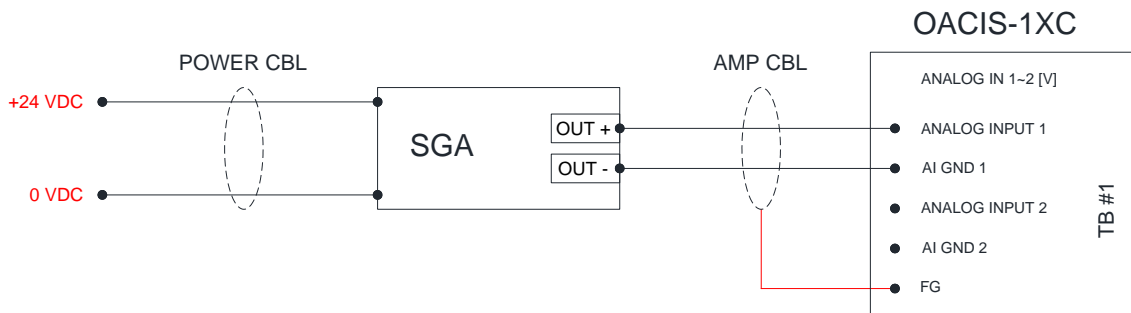 OACIS-1XC
POWER CBL
AMP CBL
ANALOG IN 1~2 [V]
+24 VDC
SGA
OUT +
ANALOG INPUT 1
OUT -
AI GND 1
0 VDC
ANALOG INPUT 2
TB #1
AI GND 2
FG